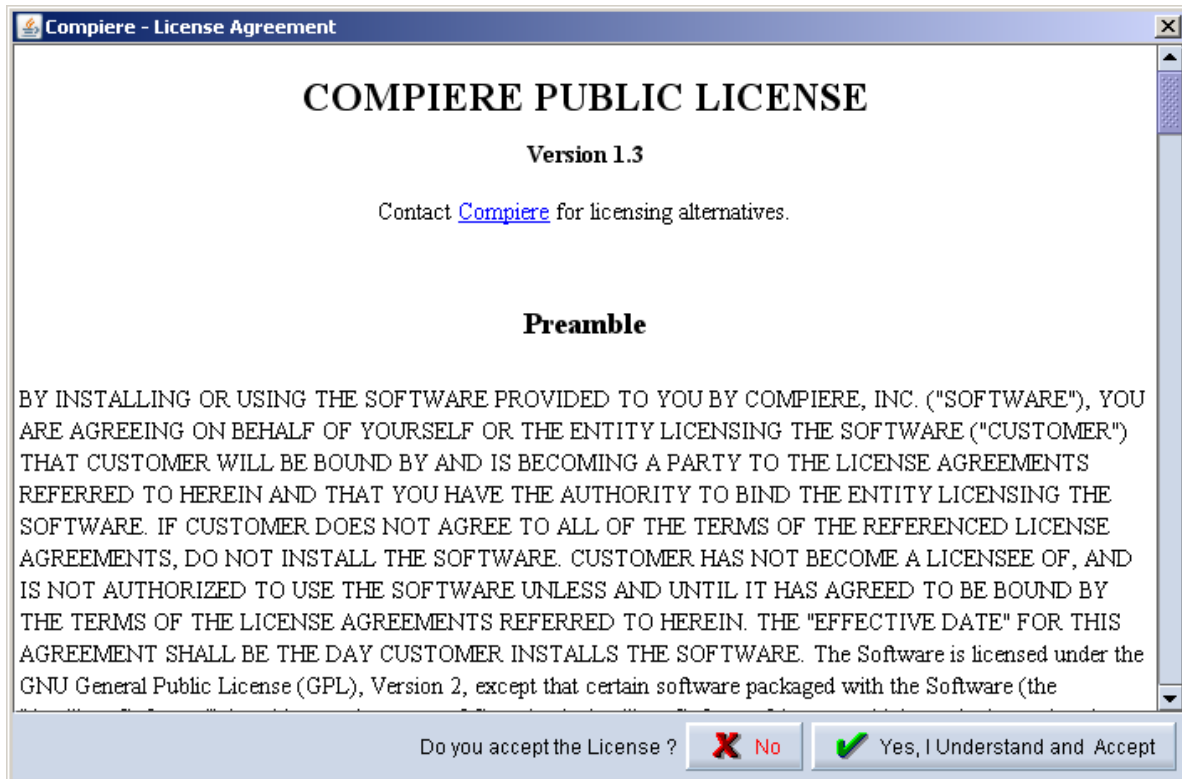 Compiere - License Agreement
COMPIERE PUBLIC LICENSE
Version 1.3
Contact Compiere for licensing alternatives.
Preamble
BY INSTALLING OR USING THE SOFTWARE PROVIDED TO YOU BY COMPIERE, INC. ("SOFTWARE"), YOU
ARE AGREEING ON BEHALF OF YOURSELF OR THE ENTITY LICENSING THE SOFTWARE ("CUSTOMER")
THAT CUSTOMER WILL BE BOUND BY AND IS BECOMING A PARTY TO THE LICENSE AGREEMENTS
REFERRED TO HEREIN AND THAT YOU HAVE THE AUTHORITY TO BIND THE ENTITY LICENSING THE
SOFTWARE. IF CUSTOMER DOES NOT AGREE TO ALL OF THE TERMS OF THE REFERENCED LICENSE
AGREEMENTS, DO NOT INSTALL THE SOFTWARE. CUSTOMER HAS NOT BECOME A LICENSEE OF, AND
IS NOT AUTHORIZED TO USE THE SOFTWARE UNLESS AND UNTIL IT HAS AGREED TO BE BOUND BY
THE TERMS OF THE LICENSE AGREEMENTS REFERRED TO HEREIN. THE "EFFECTIVE DATE" FOR THIS
AGREEMENT SHALL BE THE DAY CUSTOMER INSTALLS THE SOFTWARE. The Software is licensed under the
GNU General Public License (GPL), Version 2, except that certain software packaged with the Software (the
Do you accept the License ? No Yes, I Understand and Accept